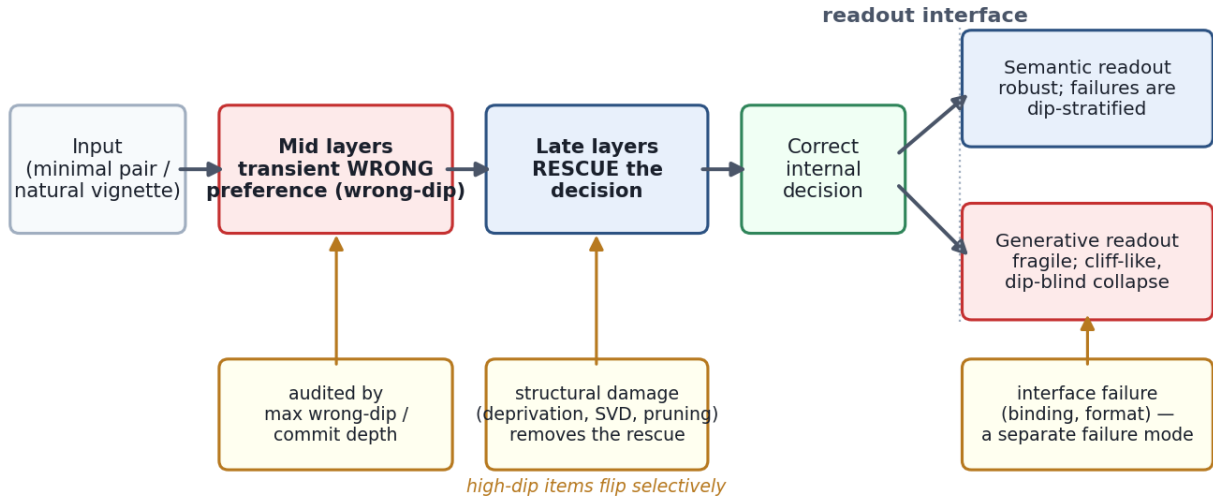 readout interface
Input
(minimal pair /
natural vignette)
Mid layers
transient WRONG
preference (wrong-dip)
Late layers
RESCUE the
decision
Correct
internal
decision
Semantic readout
robust; failures are
dip-stratified
Generative readout
fragile; cliff-like,
dip-blind collapse
audited by
max wrong-dip /
commit depth
structural damage
(deprivation, SVD, pruning)
removes the rescue
interface failure
(binding, format) —
a separate failure mode
high-dip items flip selectively